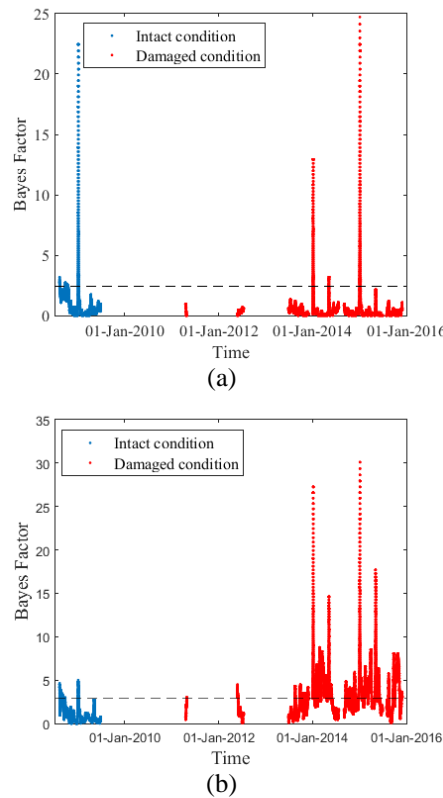 25
20
15
10
5
0
Bayes Factor
Intact condition
Damaged condition
01-Jan-2010 01-Jan-2012 01-Jan-2014 01-Jan-2016
Time
(a)
35
30
25
20
15
10
5
0
Bayes Factor
Intact condition
Damaged condition
01-Jan-2010 01-Jan-2012 01-Jan-2014 01-Jan-2016
Time
(b)